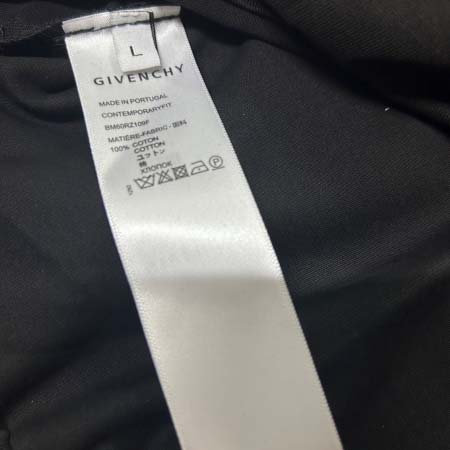 L
GIVENCHY
MADE IN PORTUGAL
CONTEMPORARY FIT
BM60RZ109F
MATIÈRE - FABRIC - 面料
100% COTON
COTTON
コットン
棉
ХЛОПОК